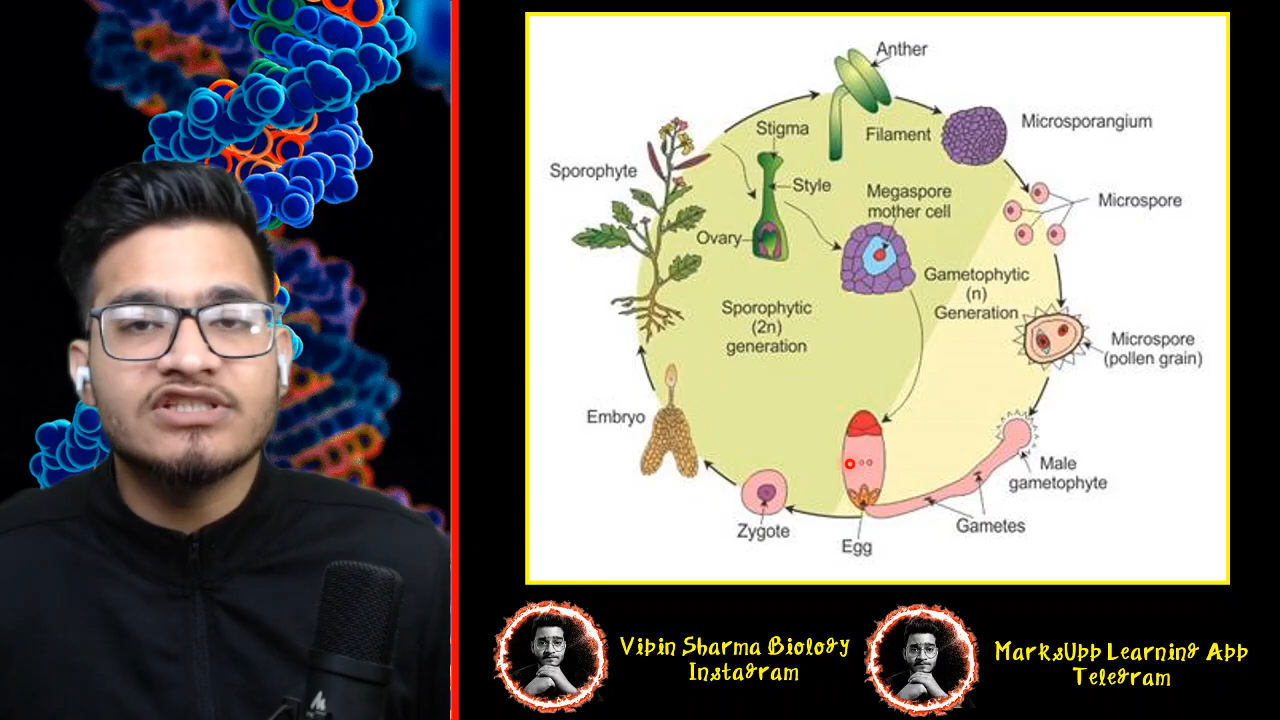 Anther
Stigma
Filament
Microsporangium
Sporophyte
Style
Megaspore
mother cell
Microspore
Ovary
Gametophytic
(n)
Generation
Sporophytic
(2n)
generation
Microspore
(pollen grain)
Embryo
Male
gametophyte
Gametes
Zygote
Egg
Vipin Sharma Biology
Instagram
MarksUpp Learning App
Telegram